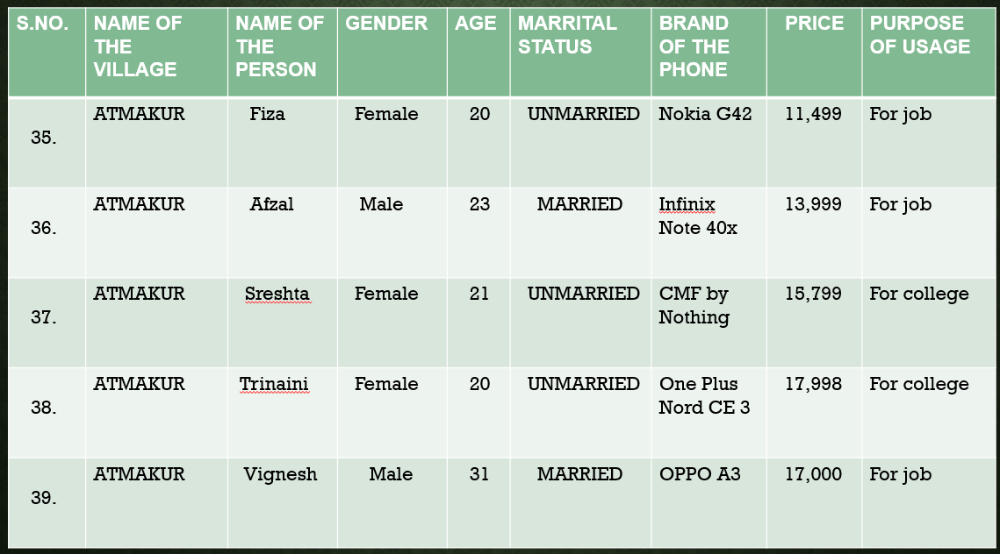 S.NO. NAME OF THE VILLAGE NAME OF THE PERSON GENDER AGE MARRITAL STATUS BRAND OF THE PHONE PRICE PURPOSE OF USAGE
35. ATMAKUR Fiza Female 20 UNMARRIED Nokia G42 11,499 For job
36. ATMAKUR Afzal Male 23 MARRIED Infinix Note 40x 13,999 For job
37. ATMAKUR Sreshta Female 21 UNMARRIED CMF by Nothing 15,799 For college
38. ATMAKUR Trinaini Female 20 UNMARRIED One Plus Nord CE 3 17,998 For college
39. ATMAKUR Vignesh Male 31 MARRIED OPPO A3 17,000 For job